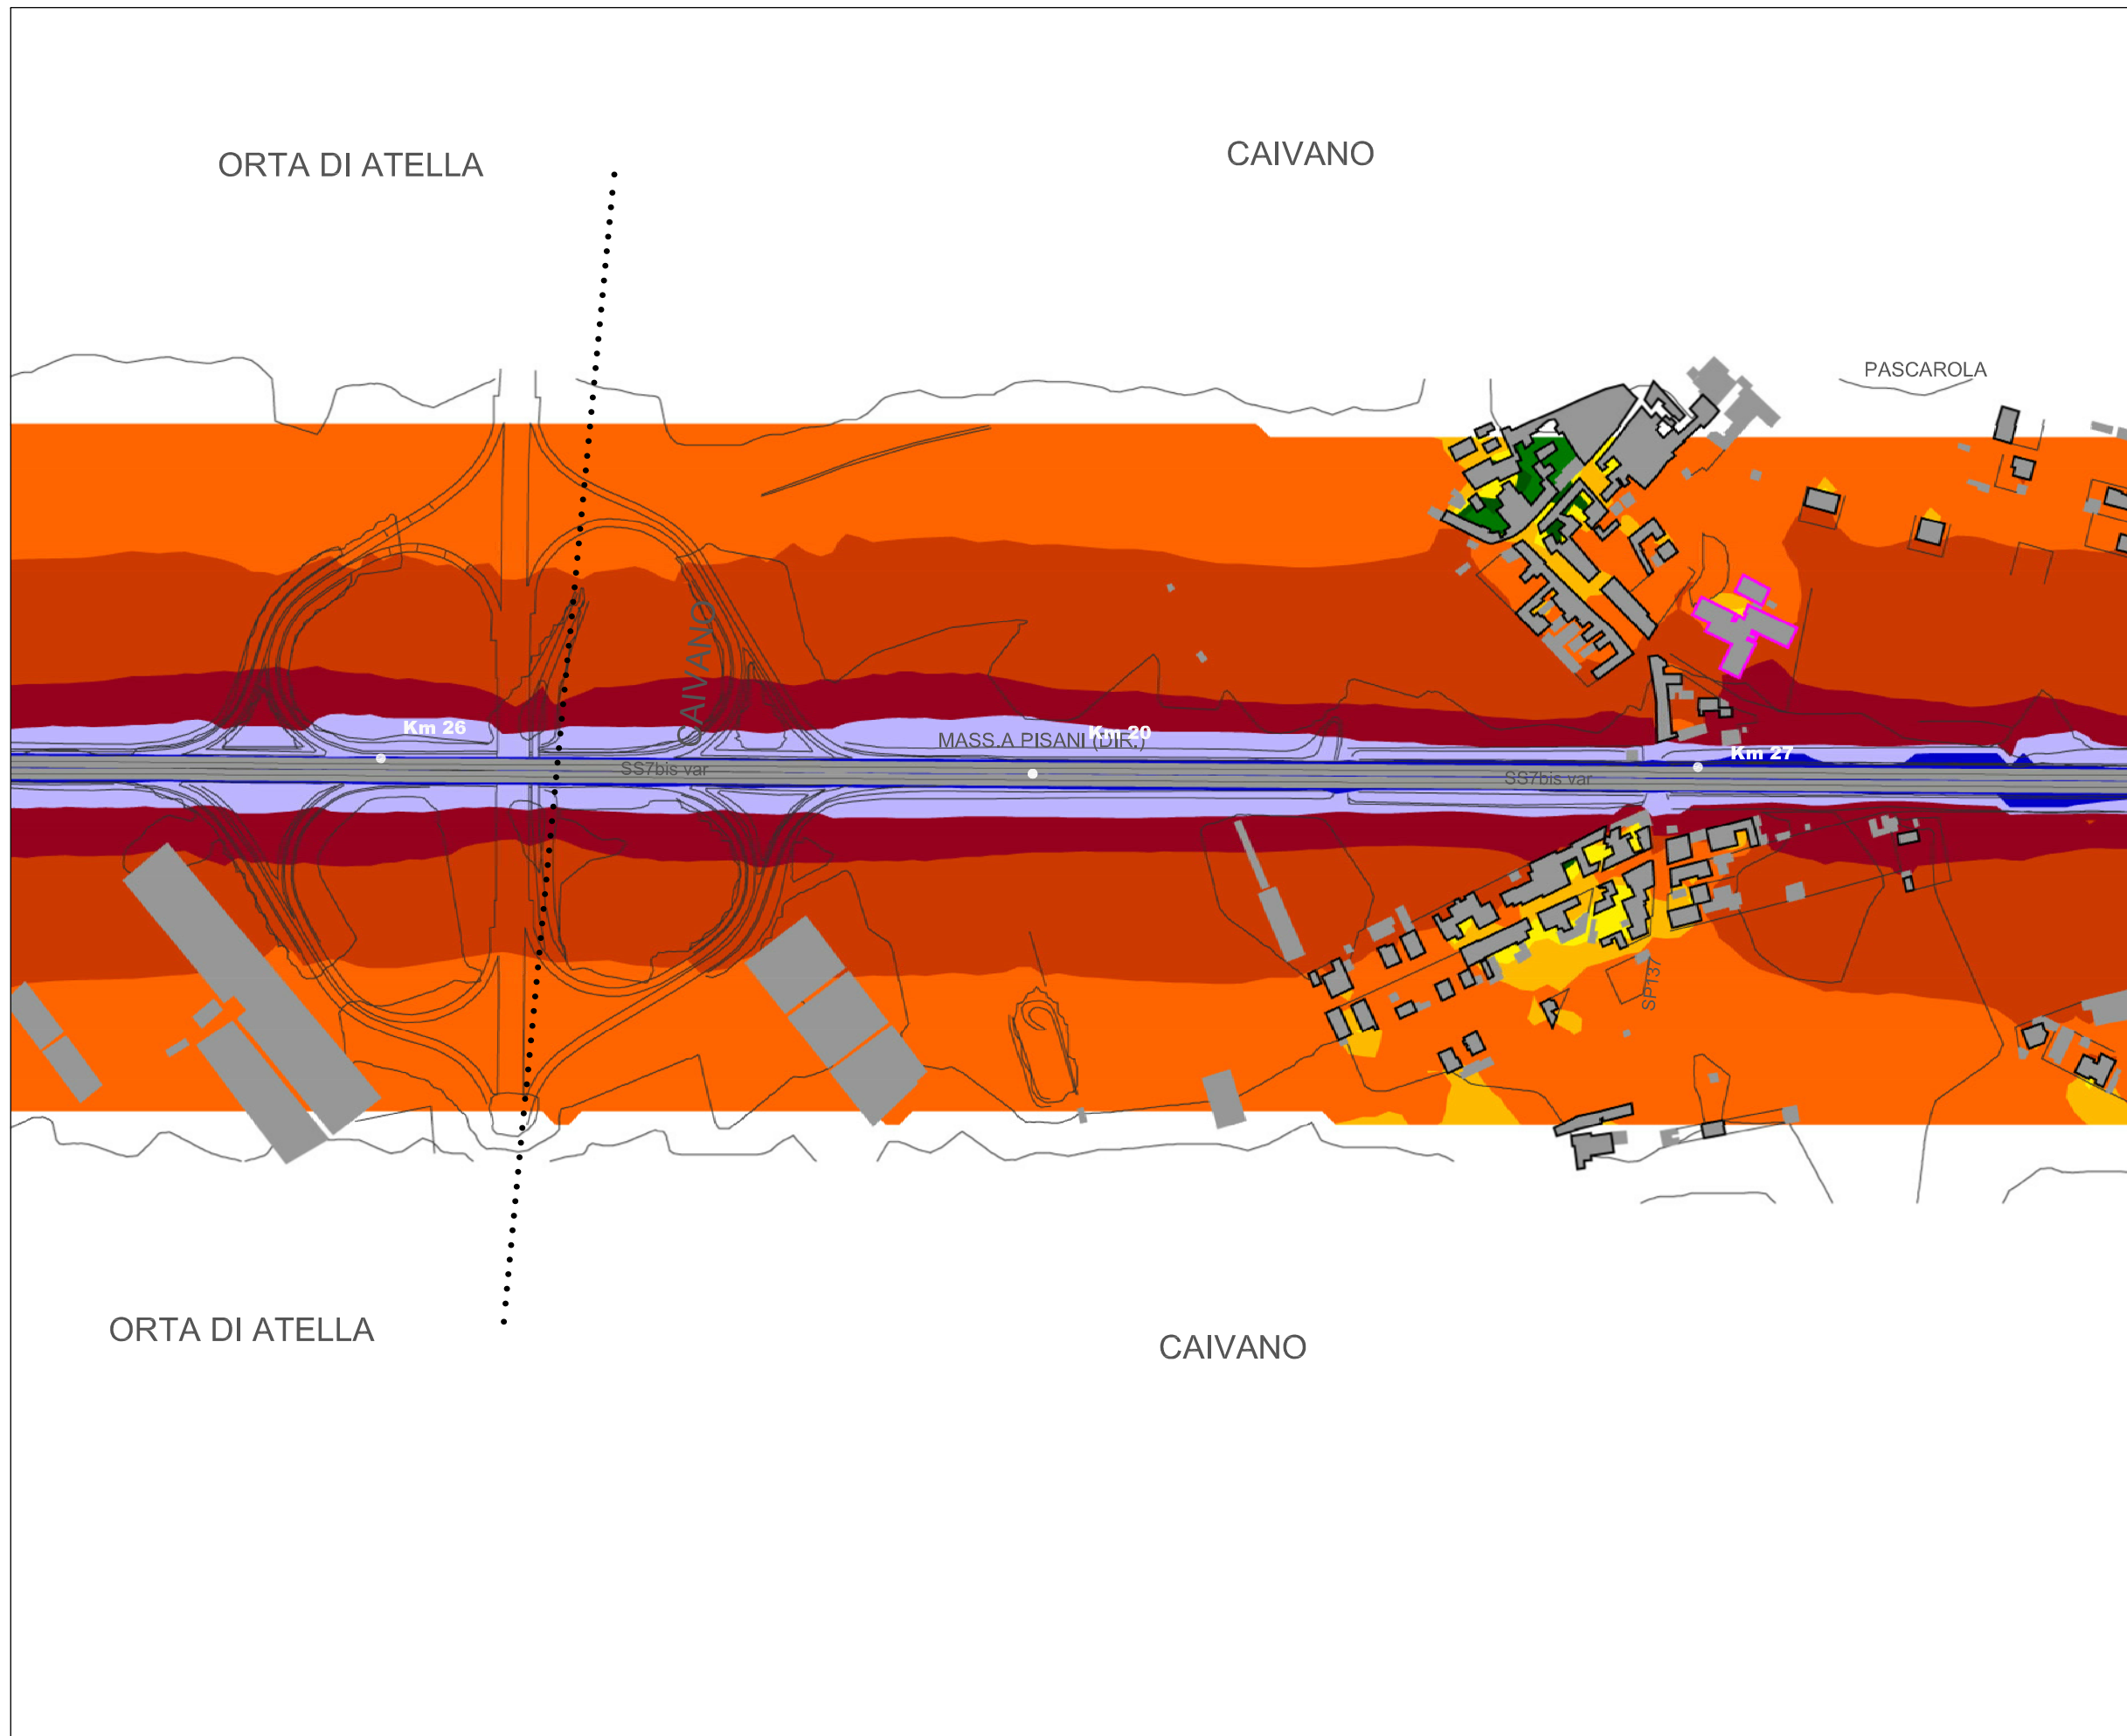 ORTA DI ATELLA
CAIVANO
PASCAROLA
CAIVANO
Km 26
Km 20
MASS.A PISANI (DIR.)
Km 27
SS7bis var
SS7bis var
SP137
ORTA DI ATELLA
CAIVANO